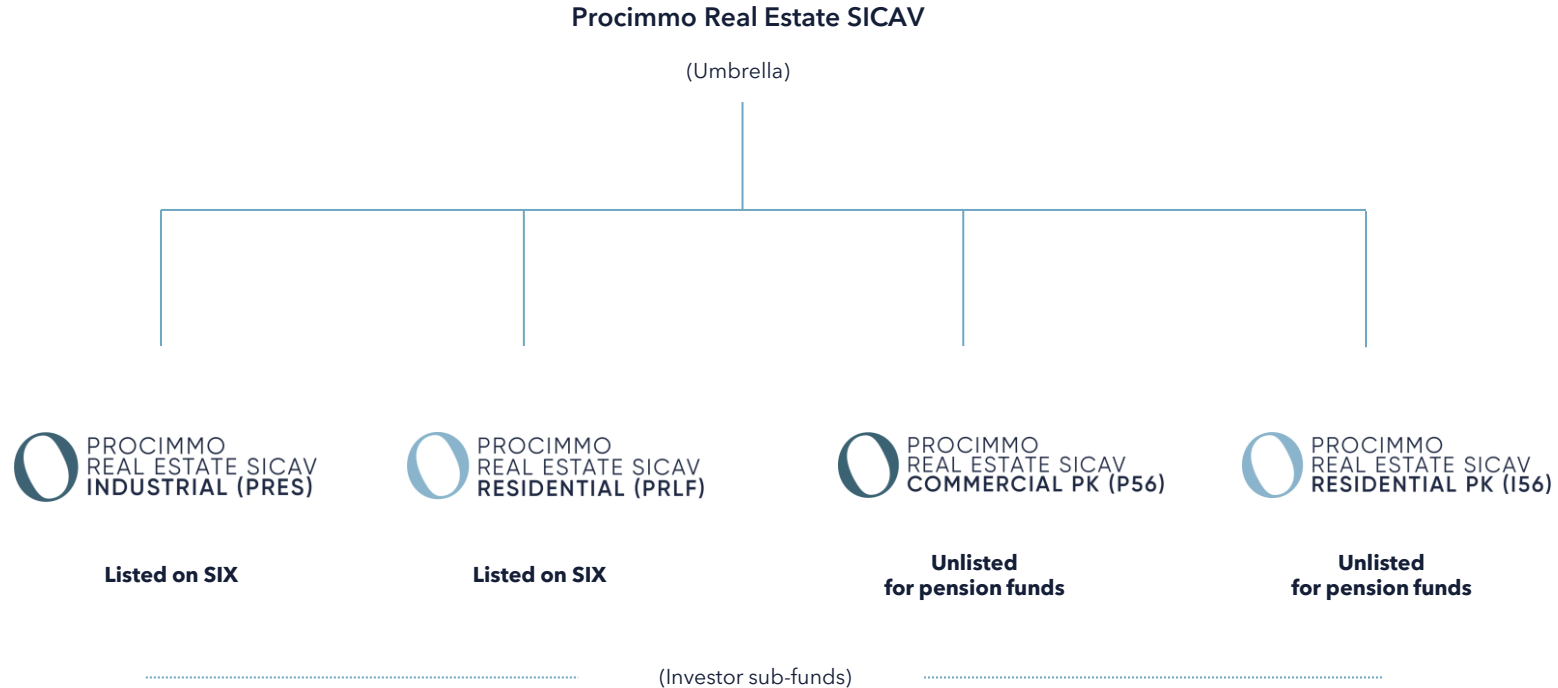 Procimmo Real Estate SICAV
(Umbrella)
PROCIMMO
REAL ESTATE SICAV
INDUSTRIAL (PRES)
Listed on SIX
PROCIMMO
REAL ESTATE SICAV
RESIDENTIAL (PRLF)
Listed on SIX
PROCIMMO
REAL ESTATE SICAV
COMMERCIAL PK (P56)
Unlisted
for pension funds
PROCIMMO
REAL ESTATE SICAV
RESIDENTIAL PK (I56)
Unlisted
for pension funds
(Investor sub-funds)